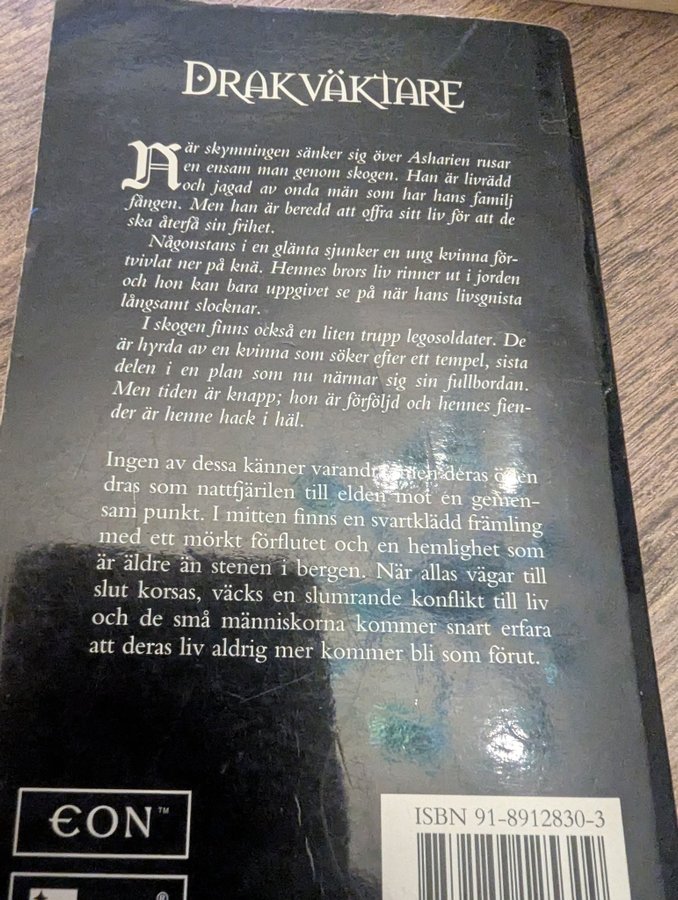 DRAKVÄKTARE
När skymningen sänker sig över Asharien rusar
en ensam man genom skogen. Han är livrädd
och jagad av onda män som har hans familj
fången. Men han är beredd att offra sitt liv för att de
ska återfå sin frihet.
Någonstans i en glänta sjunker en ung kvinna för-
tvivlat ner på knä. Hennes brors liv rinner ut i jorden
och hon kan bara uppgivet se på när hans livsgnista
långsamt slocknar.
I skogen finns också en liten trupp legosoldater. De
är hyrda av en kvinna som söker efter ett tempel, sista
delen i en plan som nu närmar sig sin fullbordan.
Men tiden är knapp; hon är förföljd och hennes fien-
der är henne hack i häl.
Ingen av dessa känner varandra men deras öden
dras som nattfjärilen till elden mot en gemen-
sam punkt. I mitten finns en svartklädd främling
med ett mörkt förflutet och en hemlighet som
är äldre än stenen i bergen. När allas vägar till
slut korsas, väcks en slumrande konflikt till liv
och de små människorna kommer snart erfara
att deras liv aldrig mer kommer bli som förut.
EON™
ISBN 91-8912830-3
®